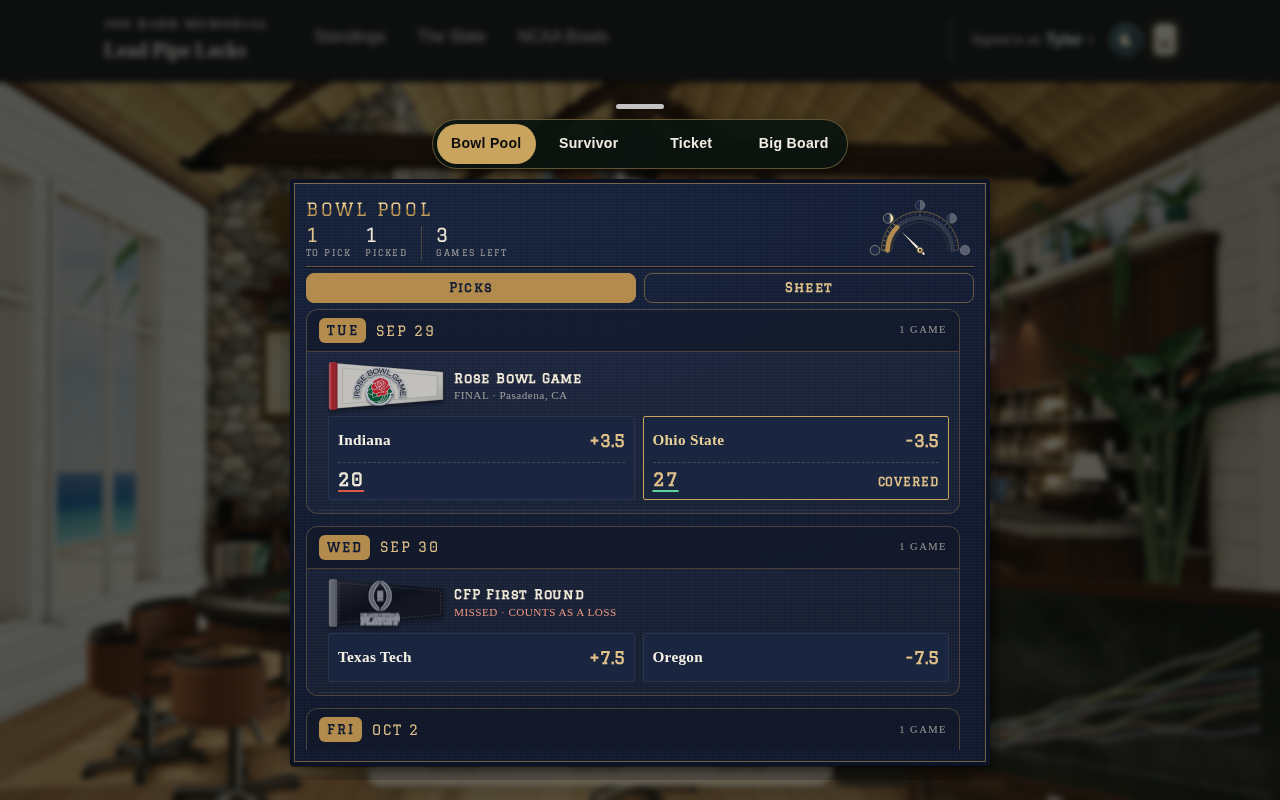 JOE BARR MEMORIAL
Lead Pipe Locks
Standings The Slate NCAA Bowls
Signed in as Tyler
Bowl Pool Survivor Ticket Big Board
BOWL POOL
1 1 3
TO PICK PICKED GAMES LEFT
PICKS SHEET
TUE SEP 29 1 GAME
ROSE BOWL GAME
ROSE BOWL GAME
FINAL · Pasadena, CA
Indiana +3.5 Ohio State -3.5
20 27 COVERED
WED SEP 30 1 GAME
CFP FIRST ROUND
PLAYOFF
MISSED · COUNTS AS A LOSS
Texas Tech +7.5 Oregon -7.5
FRI OCT 2 1 GAME